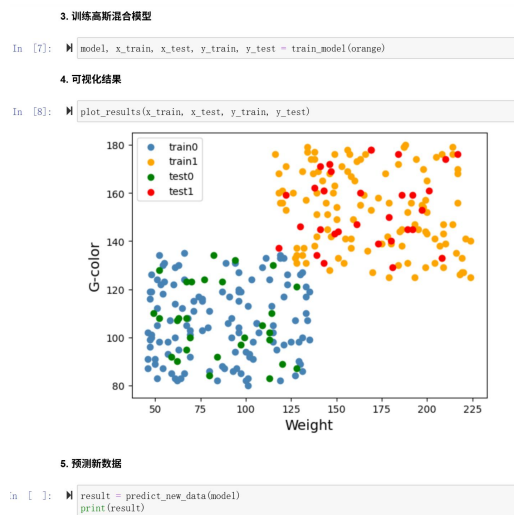 3. 训练高斯混合模型
In [7]: model, x_train, x_test, y_train, y_test = train_model(orange)
4. 可视化结果
In [8]: plot_results(x_train, x_test, y_train, y_test)
train0
train1
test0
test1
180
160
140
120
100
80
G-color
50 75 100 125 150 175 200 225
Weight
5. 预测新数据
In [ ]: result = predict_new_data(model)
print(result)